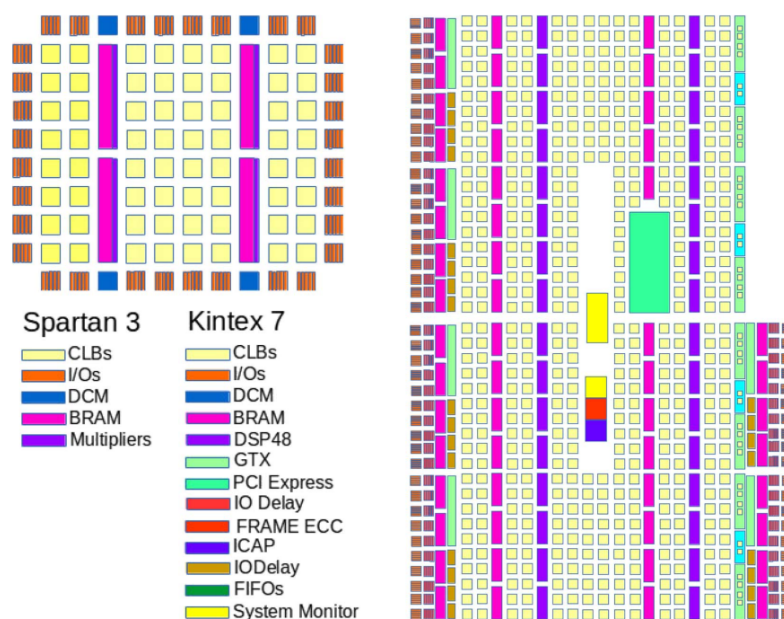 Spartan 3
CLBs
I/Os
DCM
BRAM
Multipliers
Kintex 7
CLBs
I/Os
DCM
BRAM
DSP48
GTX
PCI Express
IO Delay
FRAME ECC
ICAP
IODelay
FIFOs
System Monitor